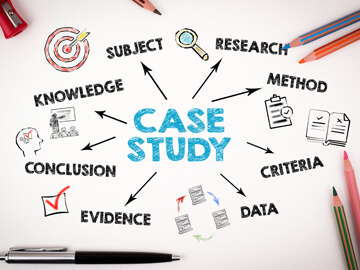 SUBJECT
RESEARCH
KNOWLEDGE
METHOD
CASE
STUDY
CONCLUSION
CRITERIA
EVIDENCE
DATA